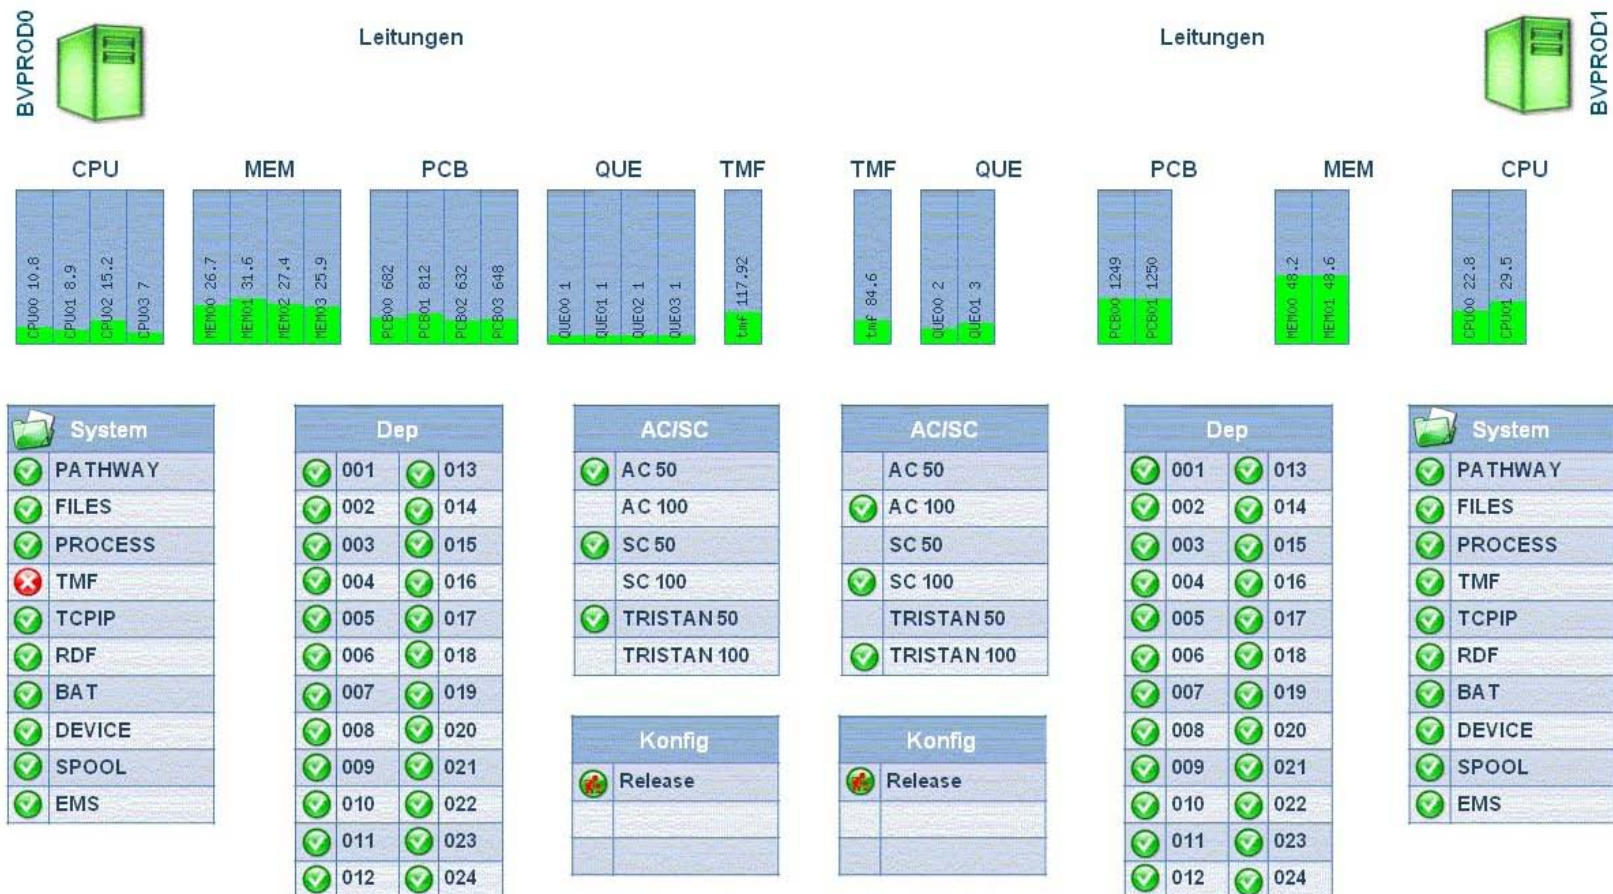 BVPROD0
Leitungen
Leitungen
BVPROD1
CPU
MEM
PCB
QUE
TMF
TMF
QUE
PCB
MEM
CPU
CPU00 10.8
CPU01 8.9
CPU02 15.2
CPU03 7
MEM00 26.7
MEM01 31.6
MEM02 27.4
MEM03 25.9
PCB00 682
PCB01 812
PCB02 632
PCB03 648
QUE00 1
QUE01 1
QUE02 1
QUE03 1
tmf 117.92
tmf 84.6
QUE00 2
QUE01 3
PCB00 1249
PCB01 1250
MEM00 48.2
MEM01 48.6
CPU00 22.8
CPU01 29.5
System
PATHWAY
FILES
PROCESS
TMF
TCPIP
RDF
BAT
DEVICE
SPOOL
EMS
Dep
001 013
002 014
003 015
004 016
005 017
006 018
007 019
008 020
009 021
010 022
011 023
012 024
AC/SC
AC 50
AC 100
SC 50
SC 100
TRISTAN 50
TRISTAN 100
Konfig
Release
AC/SC
AC 50
AC 100
SC 50
SC 100
TRISTAN 50
TRISTAN 100
Konfig
Release
Dep
001 013
002 014
003 015
004 016
005 017
006 018
007 019
008 020
009 021
010 022
011 023
012 024
System
PATHWAY
FILES
PROCESS
TMF
TCPIP
RDF
BAT
DEVICE
SPOOL
EMS